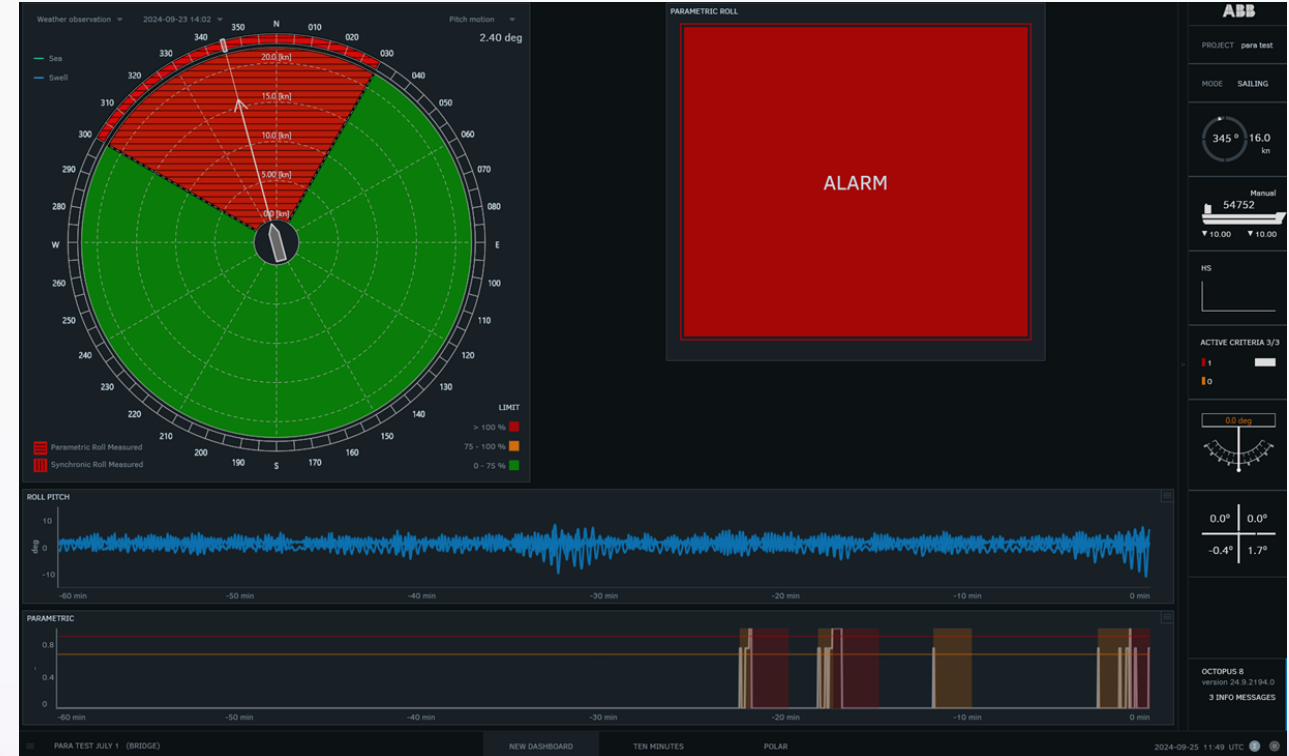 Weather observation
2024-09-23 14:02
Pitch motion
2.40 deg
Sea
Swell
N
010
020
030
040
050
060
070
080
E
100
110
120
130
140
150
160
170
S
190
200
210
220
230
240
250
260
W
280
290
300
310
320
330
340
350
20.0 [kn]
15.0 [kn]
10.0 [kn]
5.00 [kn]
0.0 [kn]
LIMIT
> 100 %
75 - 100 %
0 - 75 %
Parametric Roll Measured
Synchronic Roll Measured
PARAMETRIC ROLL
ALARM
ROLL PITCH
deg
10
0
-10
-60 min
-50 min
-40 min
-30 min
-20 min
-10 min
0 min
PARAMETRIC
0.8
0.4
0
-60 min
-50 min
-40 min
-30 min
-20 min
-10 min
0 min
ABB
PROJECT para test
MODE SAILING
345 ° 16.0
kn
Manual
54752
▼ 10.00 ▼ 10.00
HS
ACTIVE CRITERIA 3/3
1
0
0.0 deg
0.0° 0.0°
-0.4° 1.7°
OCTOPUS 8
version 24.9.2194.0
3 INFO MESSAGES
PARA TEST JULY 1 (BRIDGE)
NEW DASHBOARD
TEN MINUTES
POLAR
2024-09-25 11:49 UTC